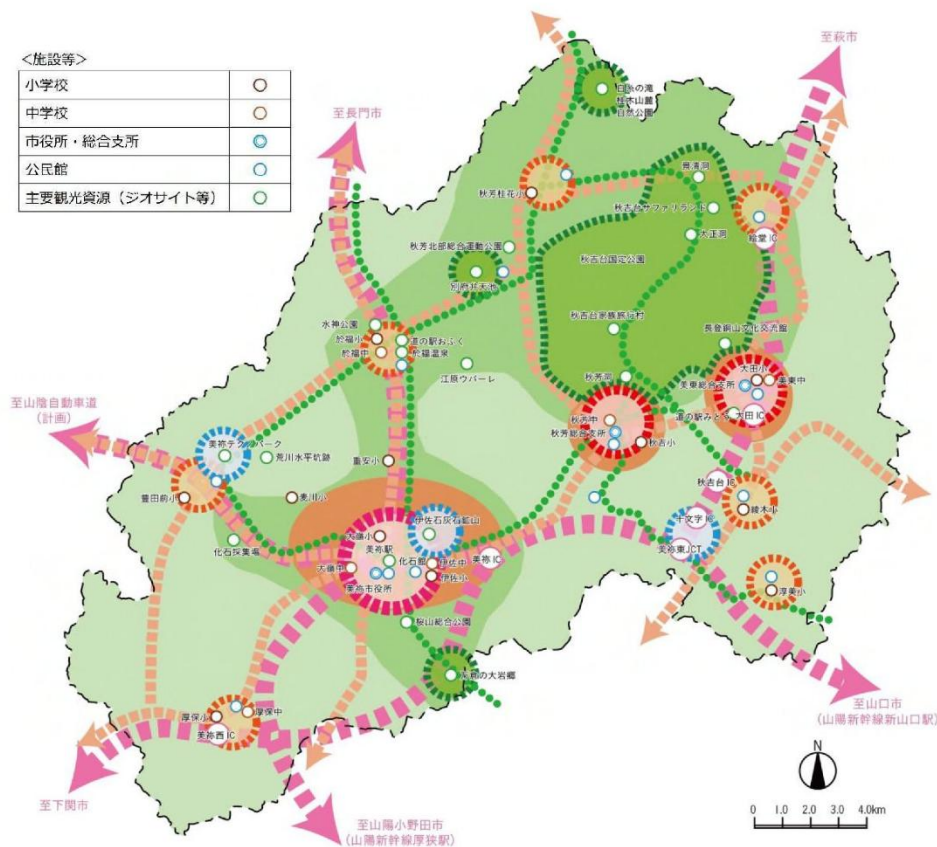 <施設等>
小学校
中学校
市役所・総合支所
公民館
主要観光資源（ジオサイト等）
至萩市
至長門市
白糸の滝
桂木山麓
自然公園
景清洞
秋芳桂花小
秋吉台サファリランド
絵堂IC
大正洞
秋芳北部総合運動公園
秋吉台国定公園
別府弁天池
水神公園
於福小
道の駅おふく
於福中
於福温泉
秋吉台家族旅行村
長登銅山文化交流館
江原ウバーレ
秋芳洞
大田小
美東中
美東総合支所
道の駅みとう
大田IC
至山陰自動車道
(計画)
秋芳中
秋芳総合支所
秋吉小
美祢テクノパーク
荒川水平坑跡
重安小
秋吉台IC
豊田前小
麦川小
綾木小
伊佐石灰石鉱山
十文字IC
化石採集場
大嶺小
美祢駅
美祢東JCT
美祢IC
大嶺中
化石館
伊佐中
伊佐小
美祢市役所
淳美小
桜山総合公園
万倉の大岩郷
至山口市
(山陽新幹線新山口駅)
厚保小
厚保中
美祢西IC
N
至下関市
0 1.0 2.0 3.0 4.0km
至山陽小野田市
(山陽新幹線厚狭駅)